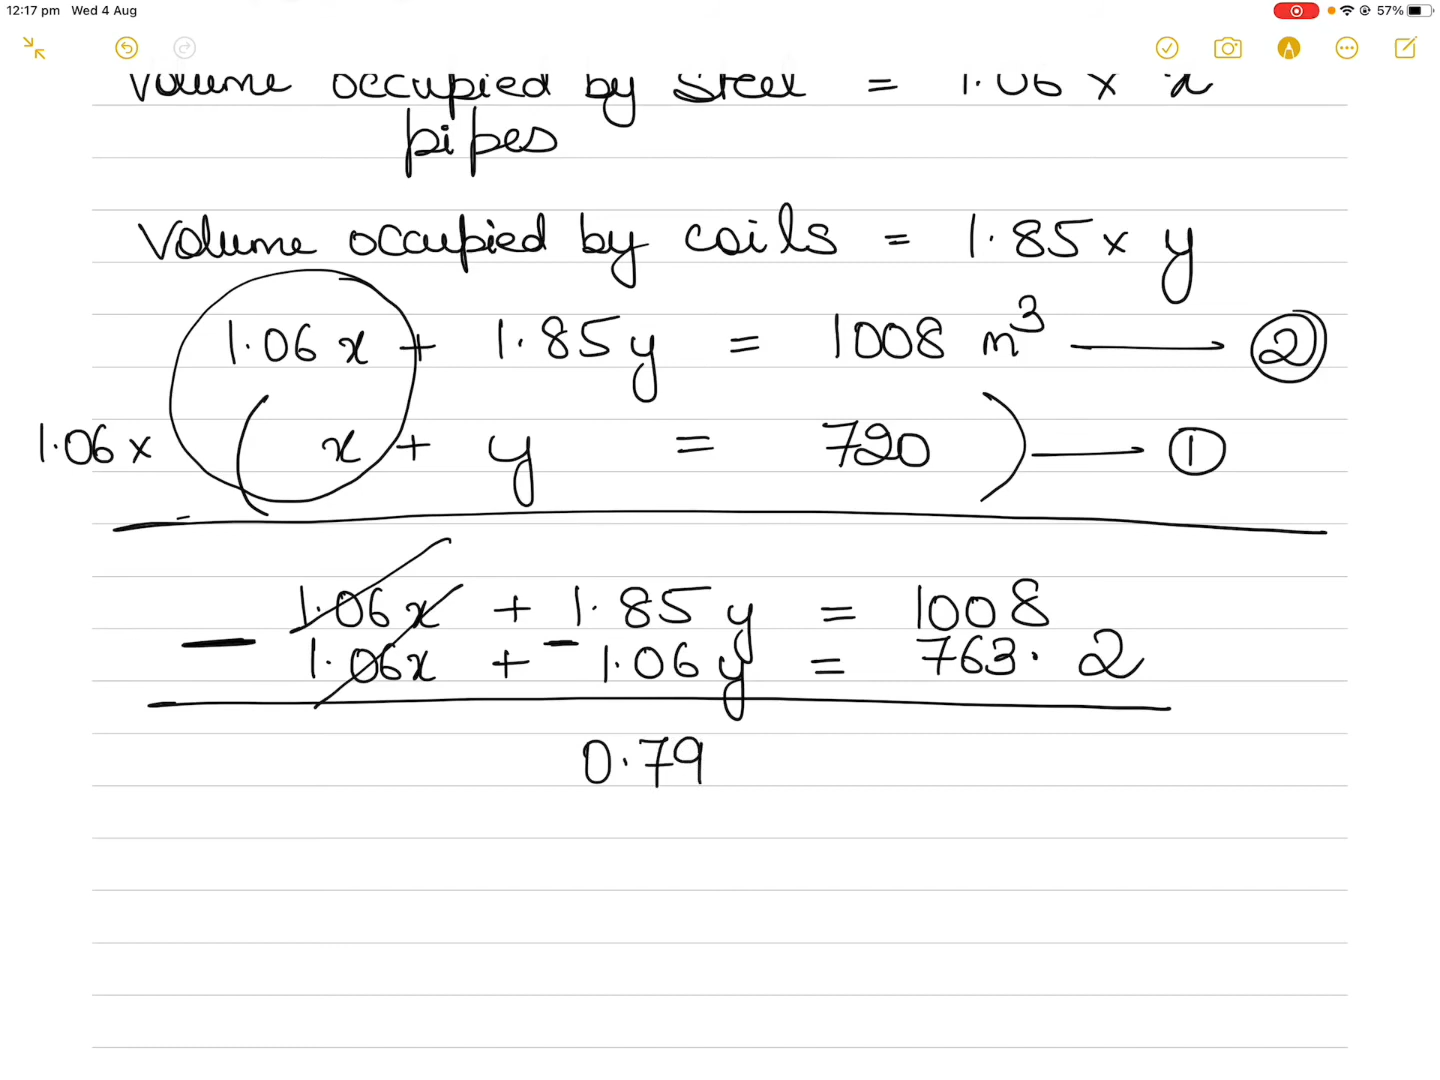 12:17 pm Wed 4 Aug 57%
Volume occupied by steel = 1.06 x x
pipes
Volume occupied by coils = 1.85 x y
1.06 x + 1.85 y = 1008 m³ → ②
1.06 x ( x + y = 720 ) → ①
1.06 x + 1.85 y = 1008
− 1.06 x + − 1.06 y = 763.2
0.79